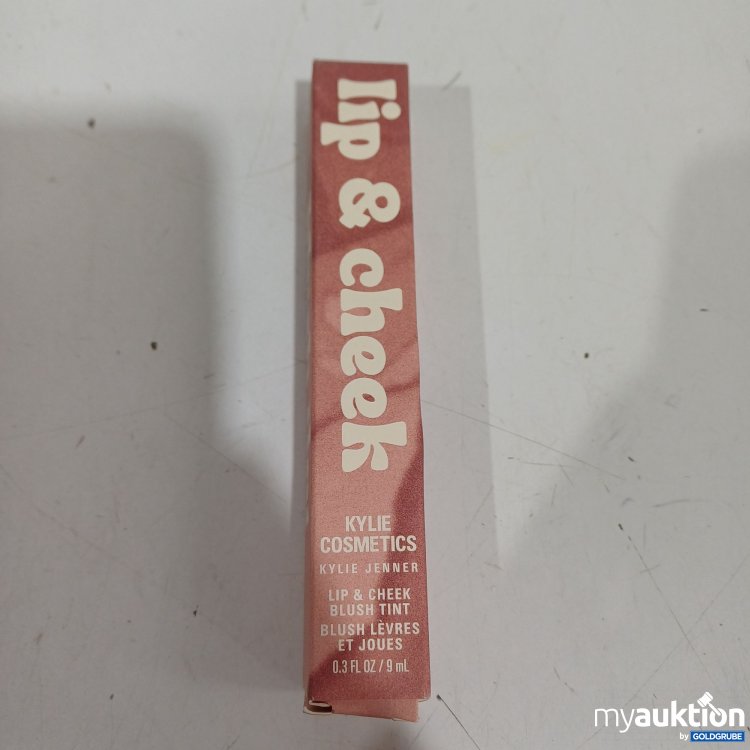 lip & cheek
KYLIE
COSMETICS
KYLIE JENNER
LIP & CHEEK
BLUSH TINT
BLUSH LÈVRES
ET JOUES
0.3 FL OZ / 9 mL
myauktion
by GOLDGRUBE